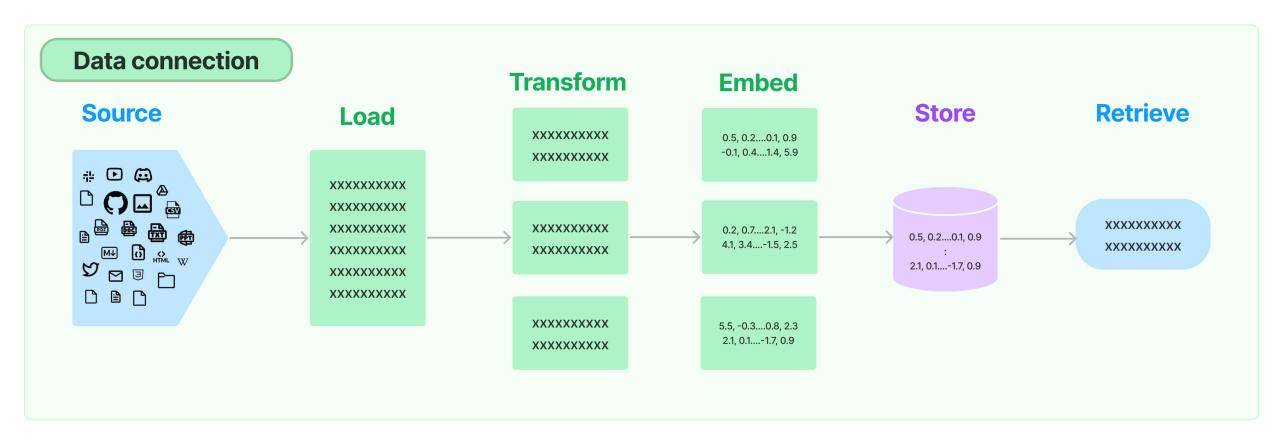 Data connection
Source
Load
Transform
Embed
Store
Retrieve
CSV
TXT
PPT
M
HTML
W
XXXXXXXXXX
XXXXXXXXXX
XXXXXXXXXX
XXXXXXXXXX
XXXXXXXXXX
XXXXXXXXXX
XXXXXXXXXX
XXXXXXXXXX
XXXXXXXXXX
XXXXXXXXXX
XXXXXXXXXX
XXXXXXXXXX
0.5, 0.2....0.1, 0.9
-0.1, 0.4....1.4, 5.9
0.2, 0.7....2.1, -1.2
4.1, 3.4....-1.5, 2.5
5.5, -0.3....0.8, 2.3
2.1, 0.1....-1.7, 0.9
0.5, 0.2....0.1, 0.9
:
2.1, 0.1....-1.7, 0.9
XXXXXXXXXX
XXXXXXXXXX